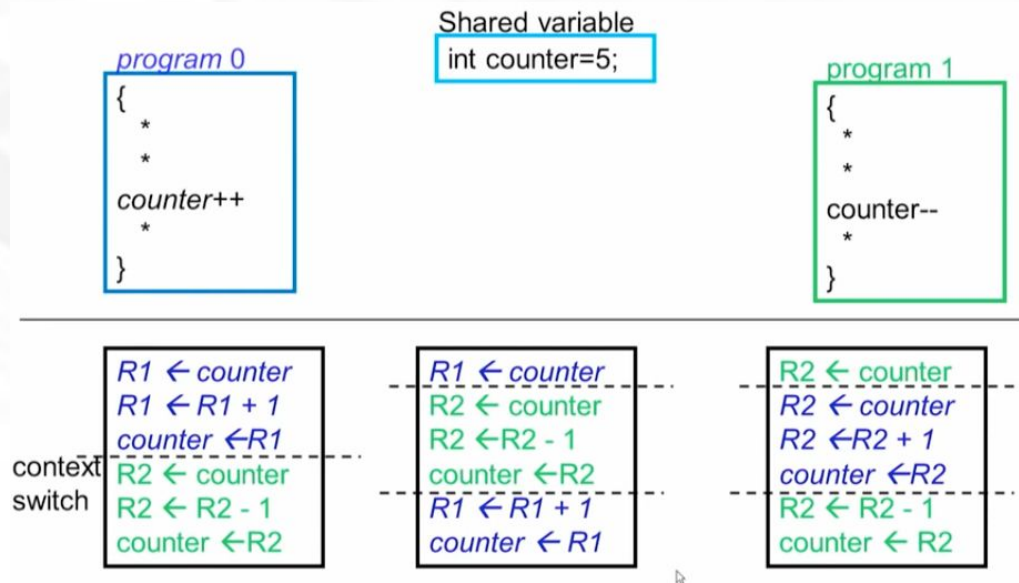 Shared variable
int counter=5;
program 0
{
*
*
counter++
*
}
program 1
{
*
*
counter--
*
}
context
switch
R1 ← counter
R1 ← R1 + 1
counter ←R1
R2 ← counter
R2 ← R2 - 1
counter ←R2
R1 ← counter
R2 ← counter
R2 ←R2 - 1
counter ←R2
R1 ← R1 + 1
counter ← R1
R2 ← counter
R2 ← counter
R2 ←R2 + 1
counter ←R2
R2 ← R2 - 1
counter ← R2